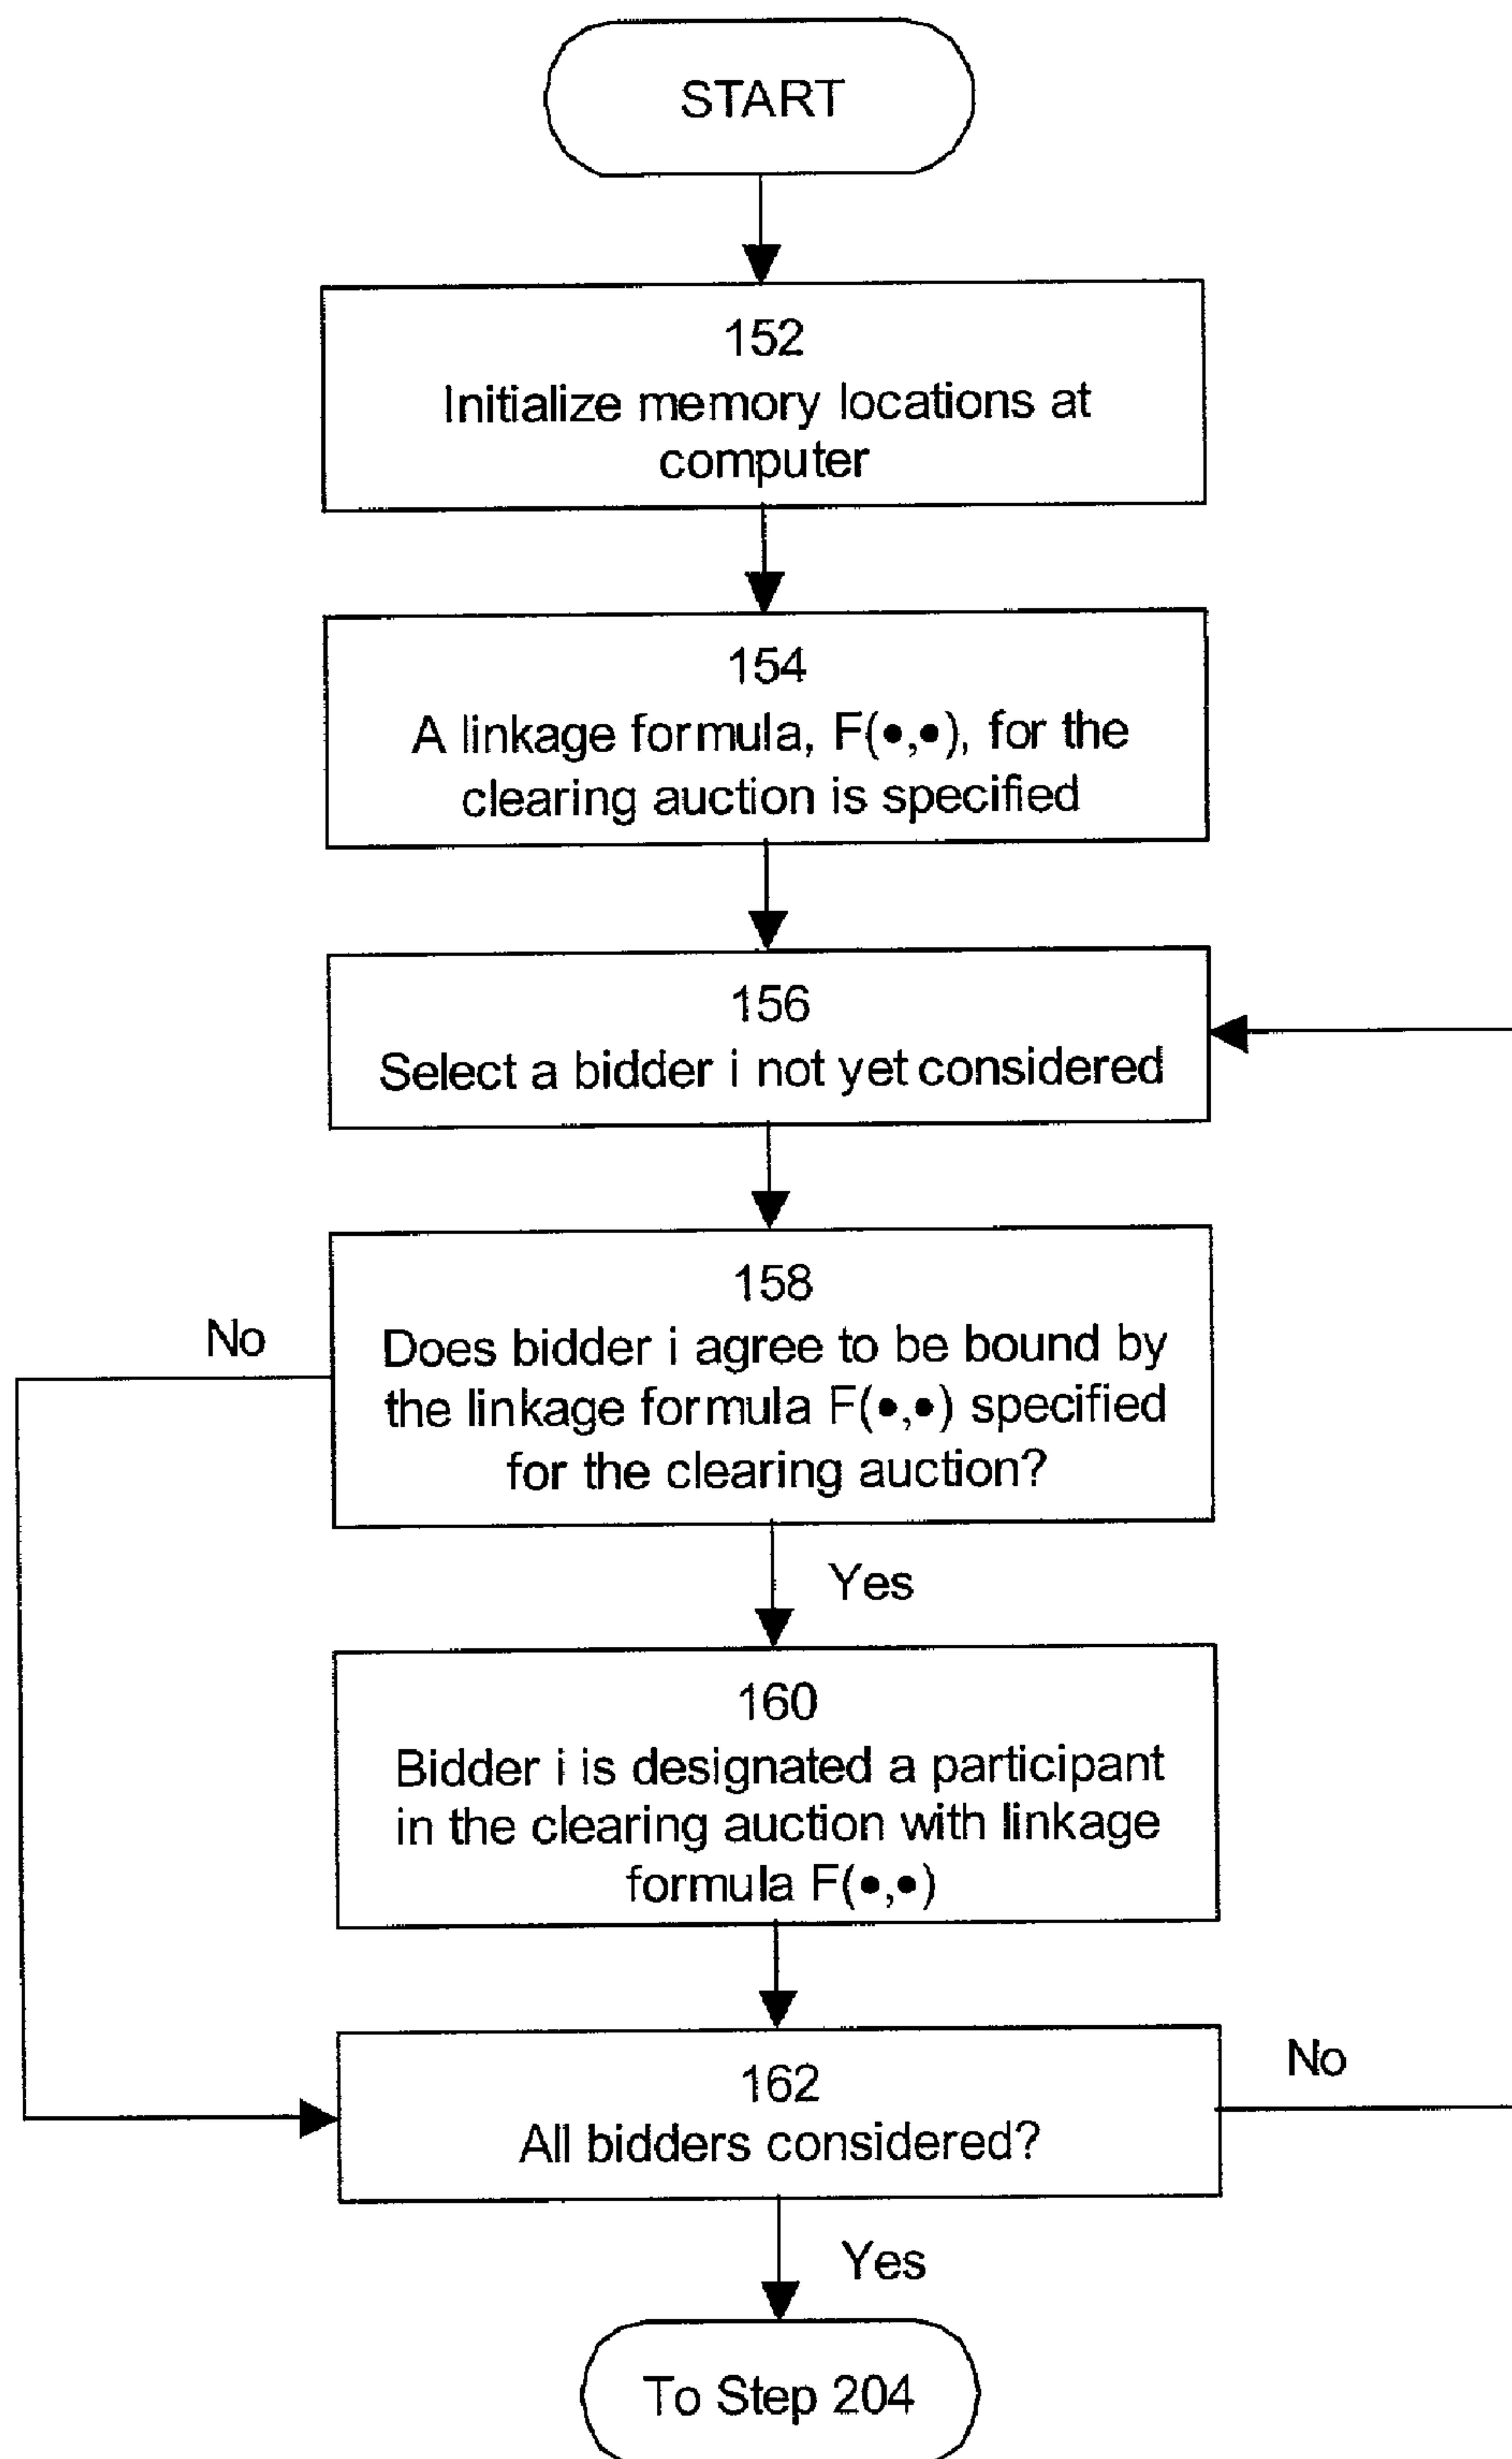 START
152
Initialize memory locations at
computer
154
A linkage formula, F(•,•), for the
clearing auction is specified
156
Select a bidder i not yet considered
158
No
Does bidder i agree to be bound by
the linkage formula F(•,•) specified
for the clearing auction?
Yes
160
Bidder i is designated a participant
in the clearing auction with linkage
formula F(•,•)
162
No
All bidders considered?
Yes
To Step 204